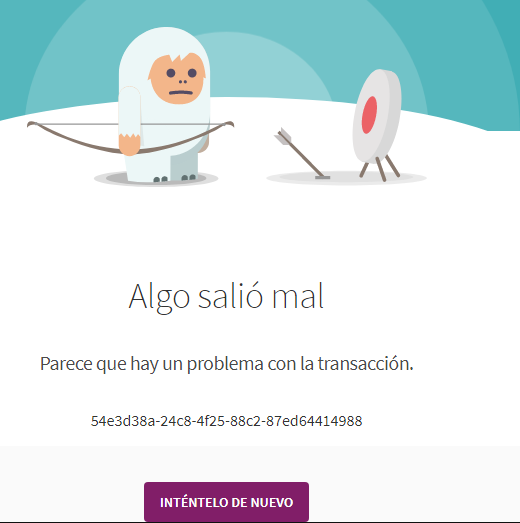 Algo salió mal
Parece que hay un problema con la transacción.
54e3d38a-24c8-4f25-88c2-87ed64414988
INTÉNTELO DE NUEVO